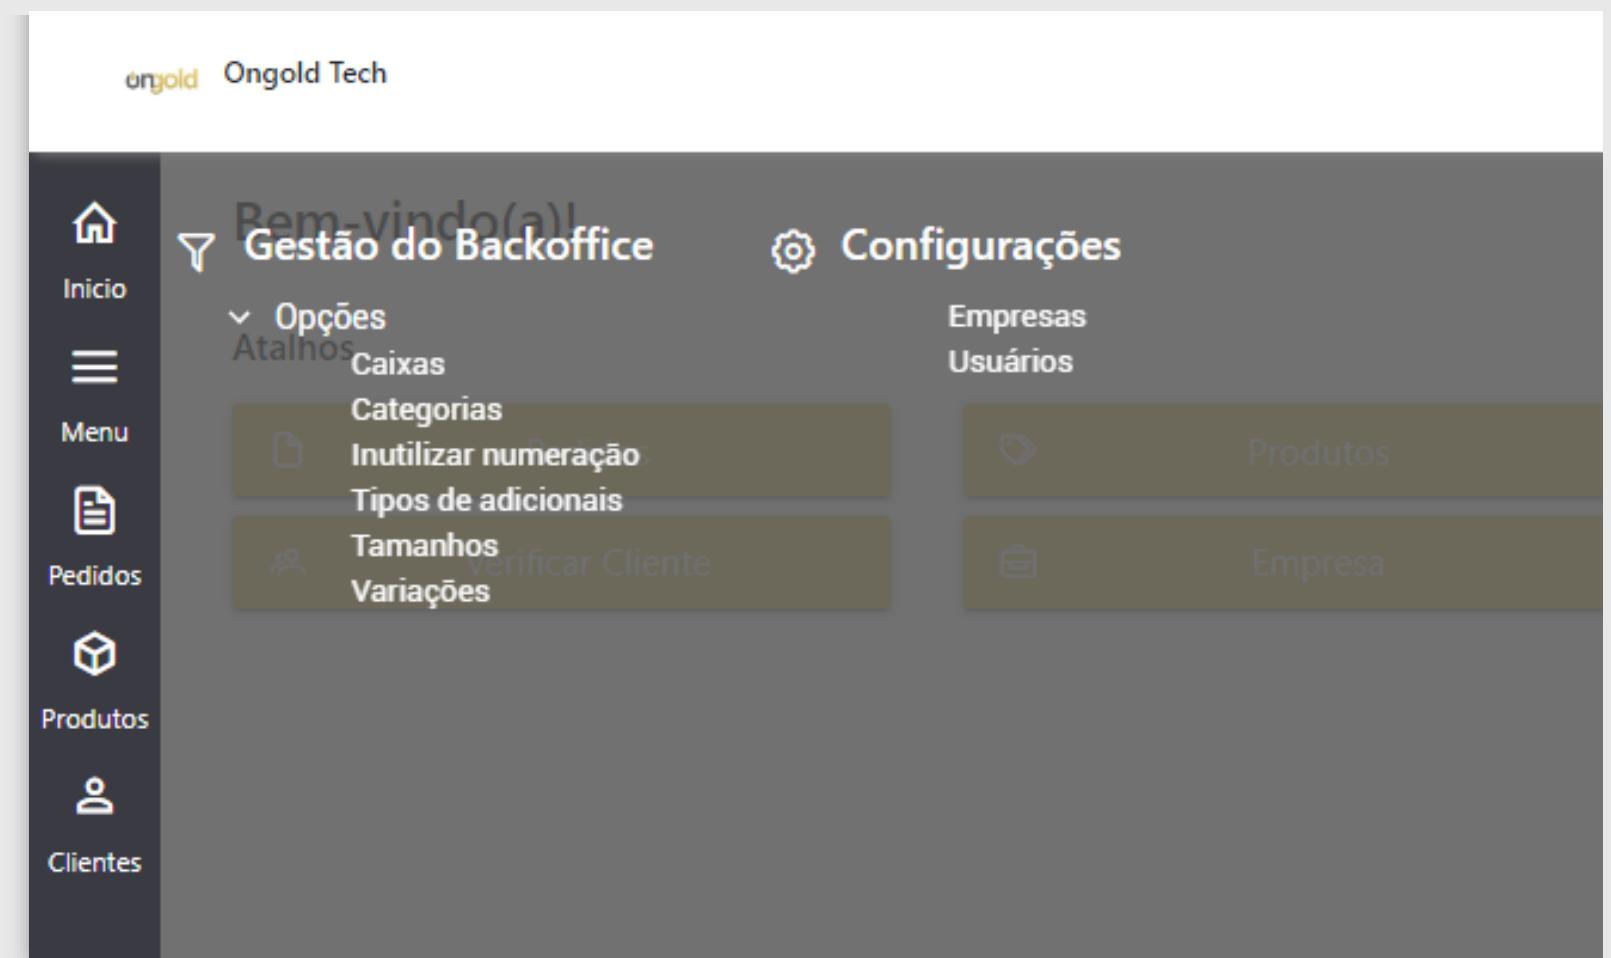 ongold Ongold Tech
Inicio
Menu
Pedidos
Produtos
Clientes
Bem-vindo(a)!
Gestão do Backoffice
Opções
Atalhos
Caixas
Categorias
Inutilizar numeração
Tipos de adicionais
Tamanhos
Variações
Configurações
Empresas
Usuários
Produtos
Verificar Cliente
Empresa